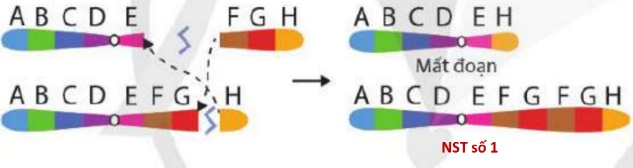 A B C D E F G H
A B C D E H
Mất đoạn
A B C D E F G H
A B C D E F G F G H
NST số 1